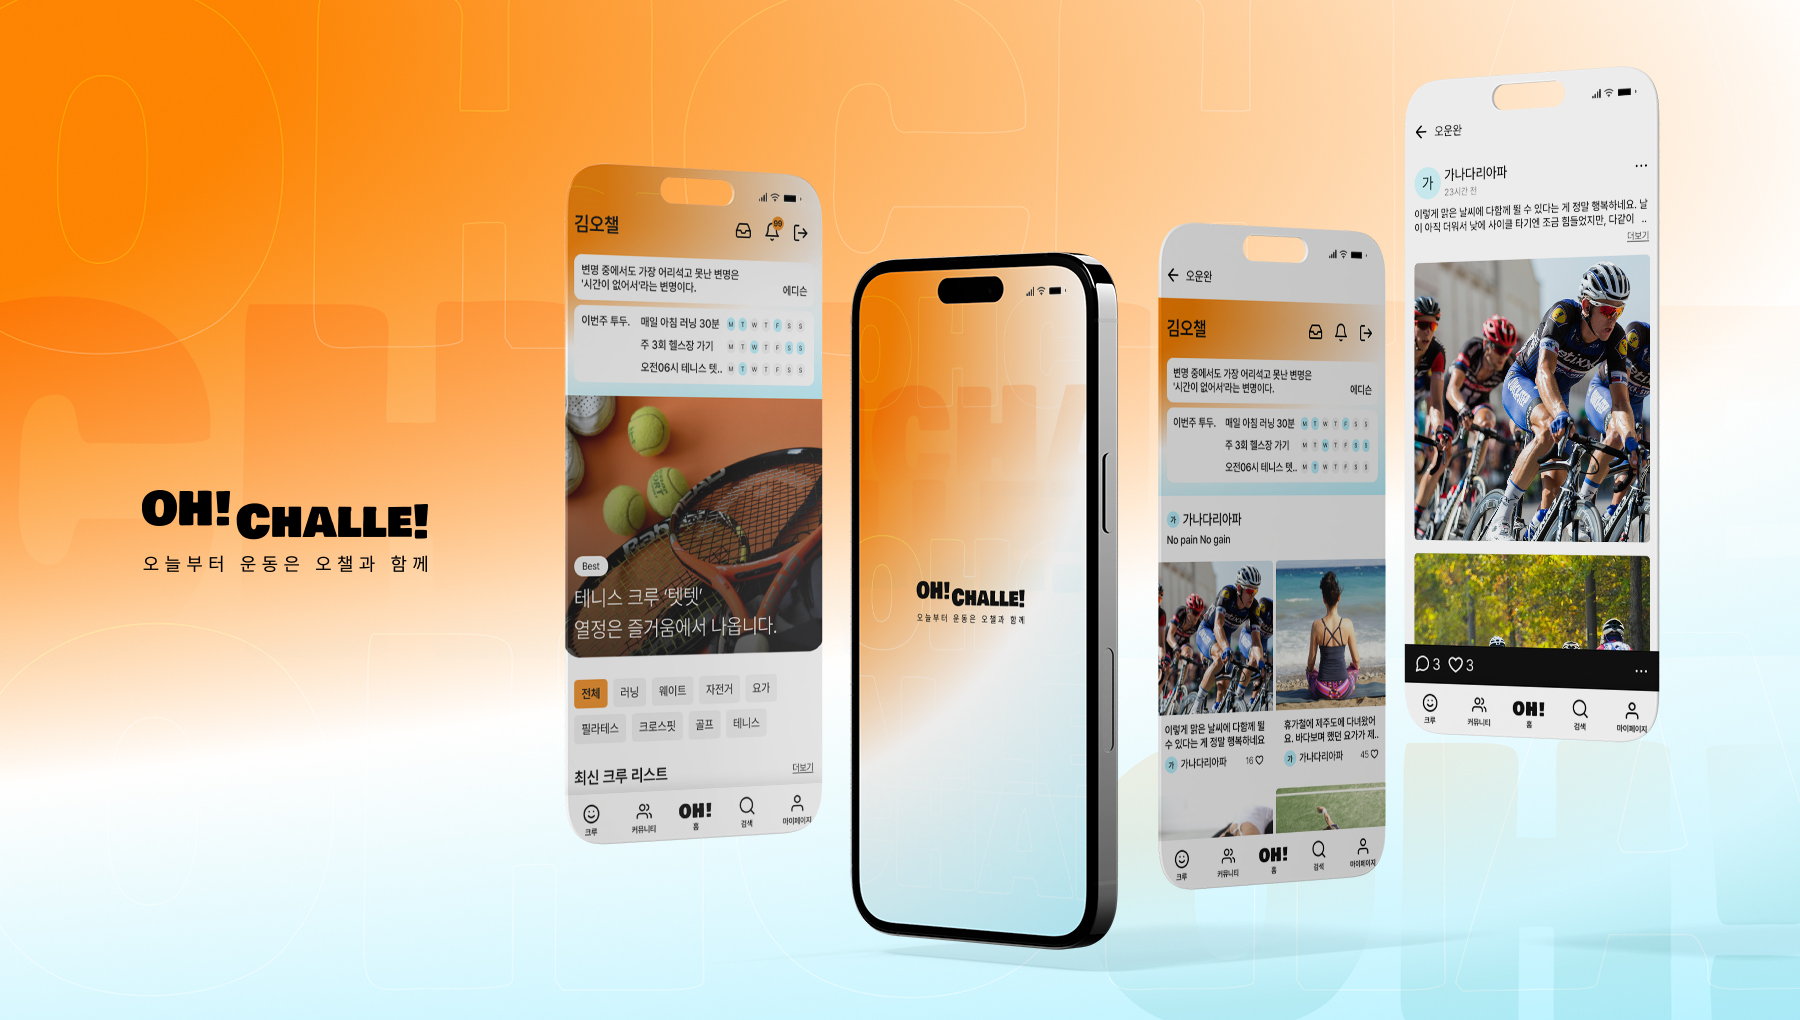 OH! CHALLE!
오늘부터 운동은 오챌과 함께
김오챌
99
변명 중에서도 가장 어리석고 못난 변명은
'시간이 없어서'라는 변명이다.
에디슨
이번주 투두.
매일 아침 러닝 30분 M T W T F S S
주 3회 헬스장 가기 M T W T F S S
오전06시 테니스 텟.. M T W T F S S
Best
테니스 크루 '텟텟'
열정은 즐거움에서 나옵니다.
전체 러닝 웨이트 자전거 요가
필라테스 크로스핏 골프 테니스
최신 크루 리스트 더보기
OH!
크루 커뮤니티 홈 검색 마이페이지
OH! CHALLE!
오늘부터 운동은 오챌과 함께
오운완
김오챌
변명 중에서도 가장 어리석고 못난 변명은
'시간이 없어서'라는 변명이다.
에디슨
이번주 투두.
매일 아침 러닝 30분 M T W T F S S
주 3회 헬스장 가기 M T W T F S S
오전06시 테니스 텟.. M T W T F S S
가 가나다리아파
No pain No gain
이렇게 맑은 날씨에 다함께 뛸
수 있다는 게 정말 행복하네요
가 가나다리아파 16
휴가철에 제주도에 다녀왔어
요. 바다보며 했던 요가가 제..
가 가나다리아파 45
OH!
크루 커뮤니티 홈 검색 마이페이지
오운완
가 가나다리아파
23시간 전
이렇게 맑은 날씨에 다함께 뛸 수 있다는 게 정말 행복하네요. 날
이 아직 더워서 낮에 사이클 타기엔 조금 힘들었지만, 다같이 ..
더보기
etixx
3 3
OH!
크루 커뮤니티 홈 검색 마이페이지